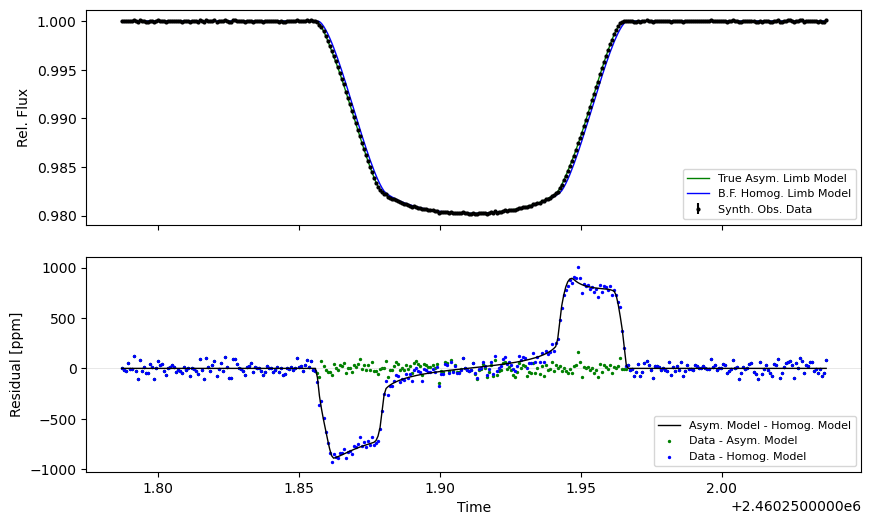 1.000
0.995
0.990
0.985
0.980
Rel. Flux
True Asym. Limb Model
B.F. Homog. Limb Model
Synth. Obs. Data
1000
500
0
−500
−1000
Residual [ppm]
Asym. Model - Homog. Model
Data - Asym. Model
Data - Homog. Model
1.80 1.85 1.90 1.95 2.00
Time
+2.4602500000e6